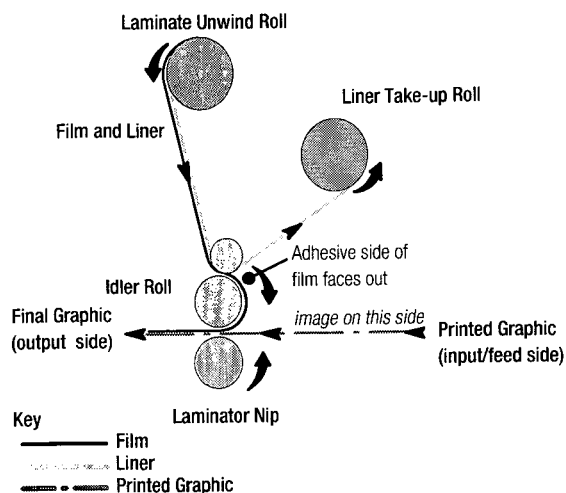 Laminate Unwind Roll
Liner Take-up Roll
Film and Liner
Adhesive side of
film faces out
Idler Roll
Final Graphic
(output side)
image on this side
Printed Graphic
(input/feed side)
Laminator Nip
Key
Film
Liner
Printed Graphic